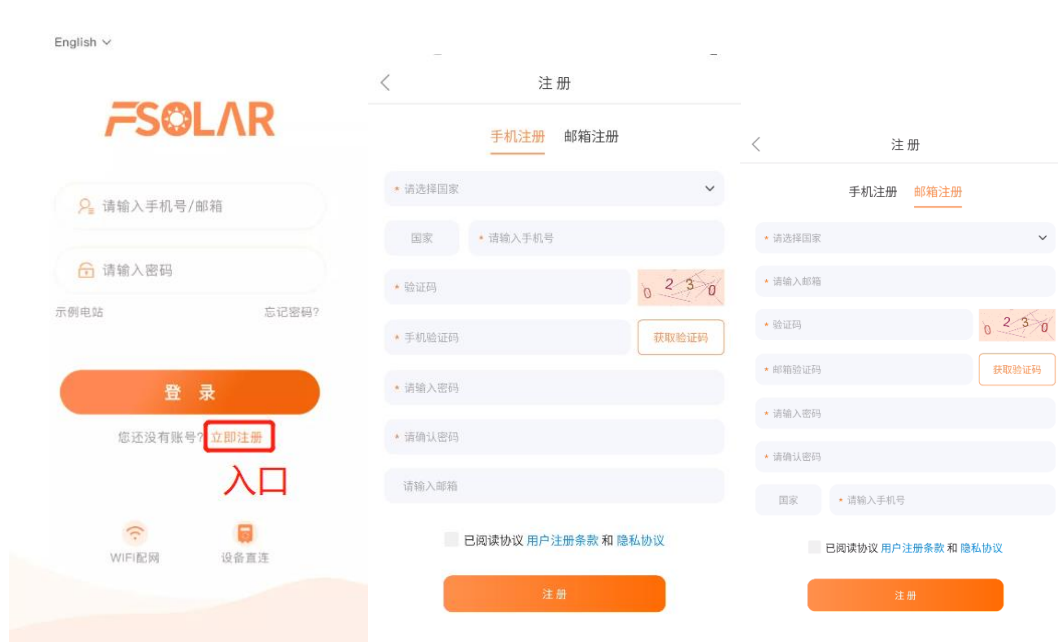 English
FSOLAR
请输入手机号/邮箱
请输入密码
示例电站 忘记密码?
登 录
您还没有账号? 立即注册
入口
WIFI配网 设备直连
注 册
手机注册 邮箱注册
* 请选择国家
国家 * 请输入手机号
* 验证码 0 2 3 0
* 手机验证码 获取验证码
* 请输入密码
* 请确认密码
请输入邮箱
已阅读协议 用户注册条款 和 隐私协议
注 册
注 册
手机注册 邮箱注册
* 请选择国家
* 请输入邮箱
* 验证码 0 2 3 0
* 邮箱验证码 获取验证码
* 请输入密码
* 请确认密码
国家 * 请输入手机号
已阅读协议 用户注册条款 和 隐私协议
注 册